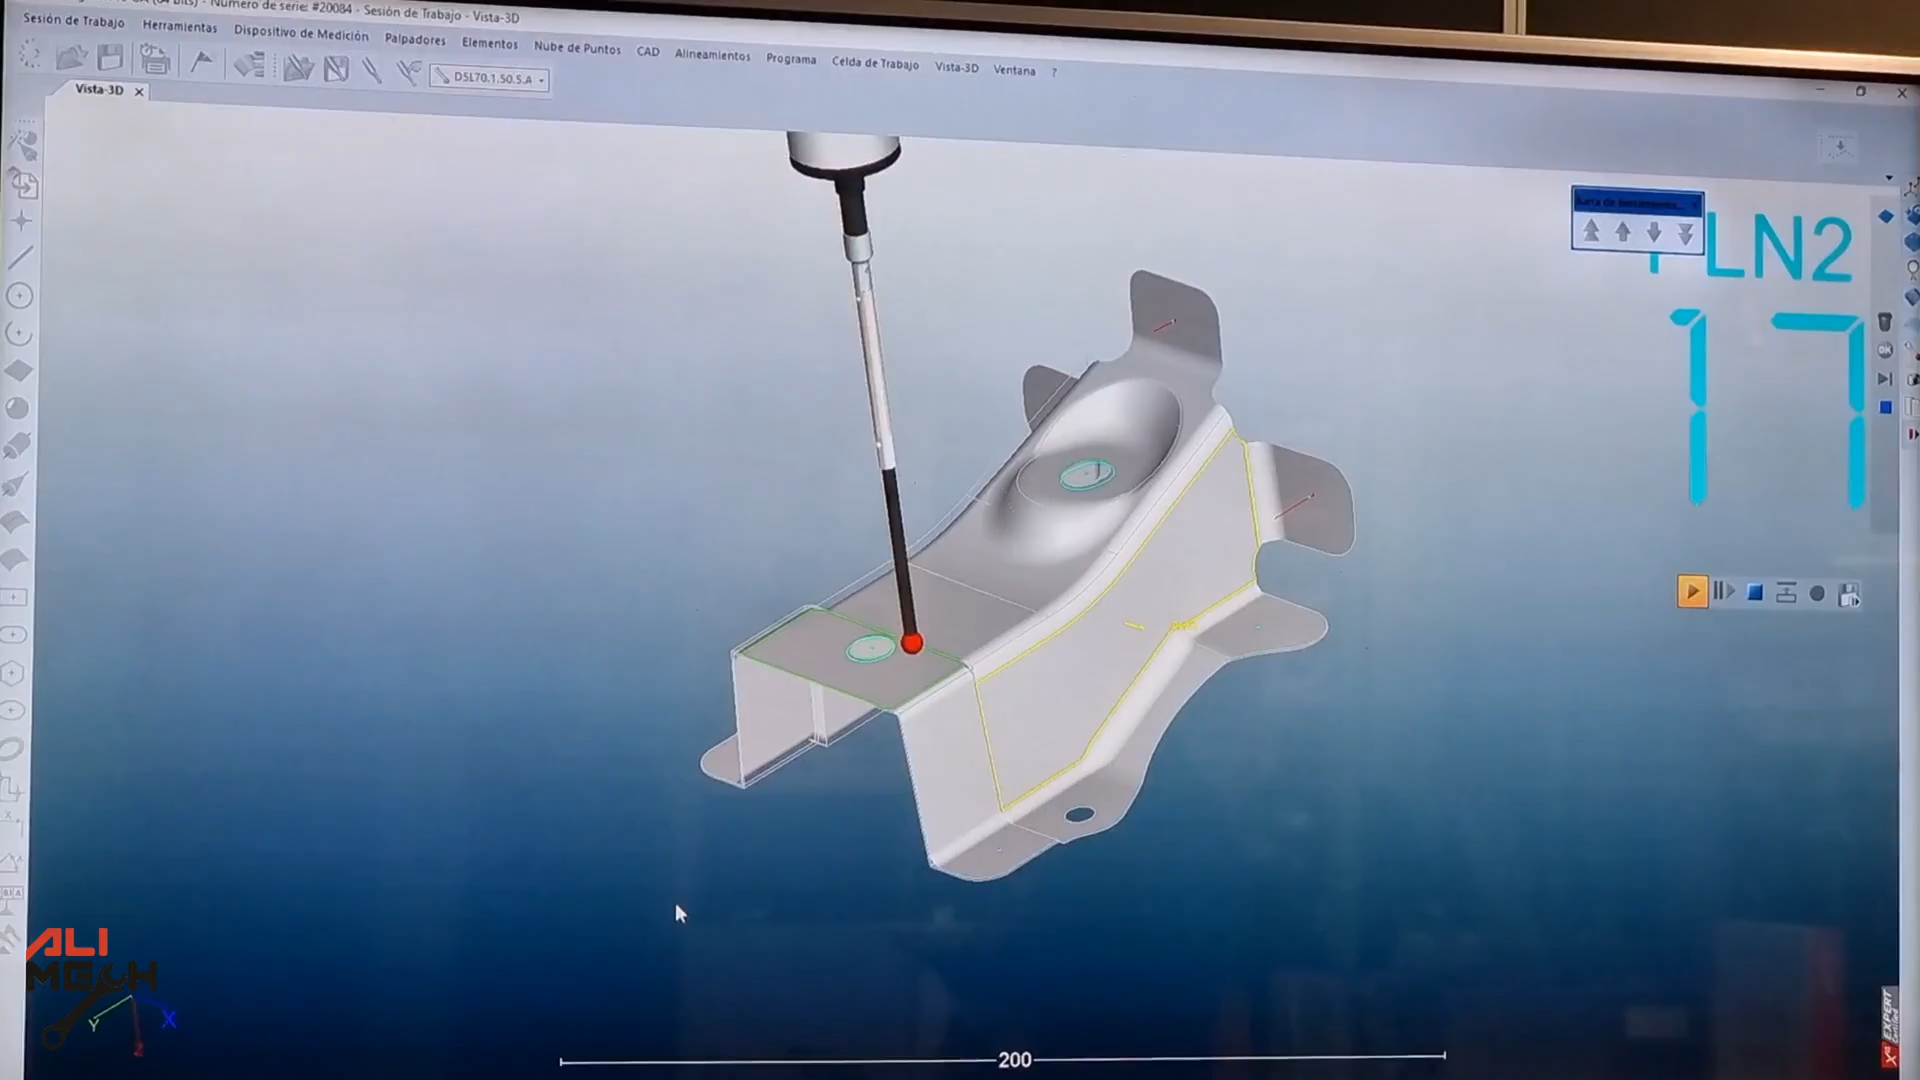 Número de serie: #20084 - Sesión de Trabajo - Vista-3D
Sesión de Trabajo Herramientas Dispositivo de Medición Palpadores Elementos Nube de Puntos CAD Alineamientos Programa Celda de Trabajo Vista-3D Ventana ?
DSL70.1.50.5.A
Vista-3D
LN2
17
OK
ALI
MECH
Y
X
Z
200
EXPERT